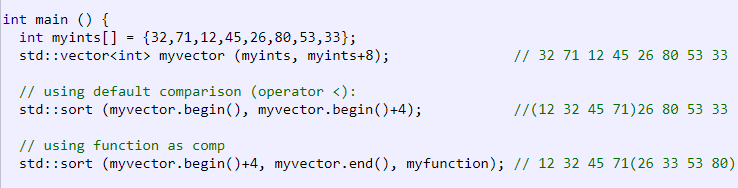 int main () {
int myints[] = {32,71,12,45,26,80,53,33};
std::vector<int> myvector (myints, myints+8); // 32 71 12 45 26 80 53 33
// using default comparison (operator <):
std::sort (myvector.begin(), myvector.begin()+4); //(12 32 45 71)26 80 53 33
// using function as comp
std::sort (myvector.begin()+4, myvector.end(), myfunction); // 12 32 45 71(26 33 53 80)